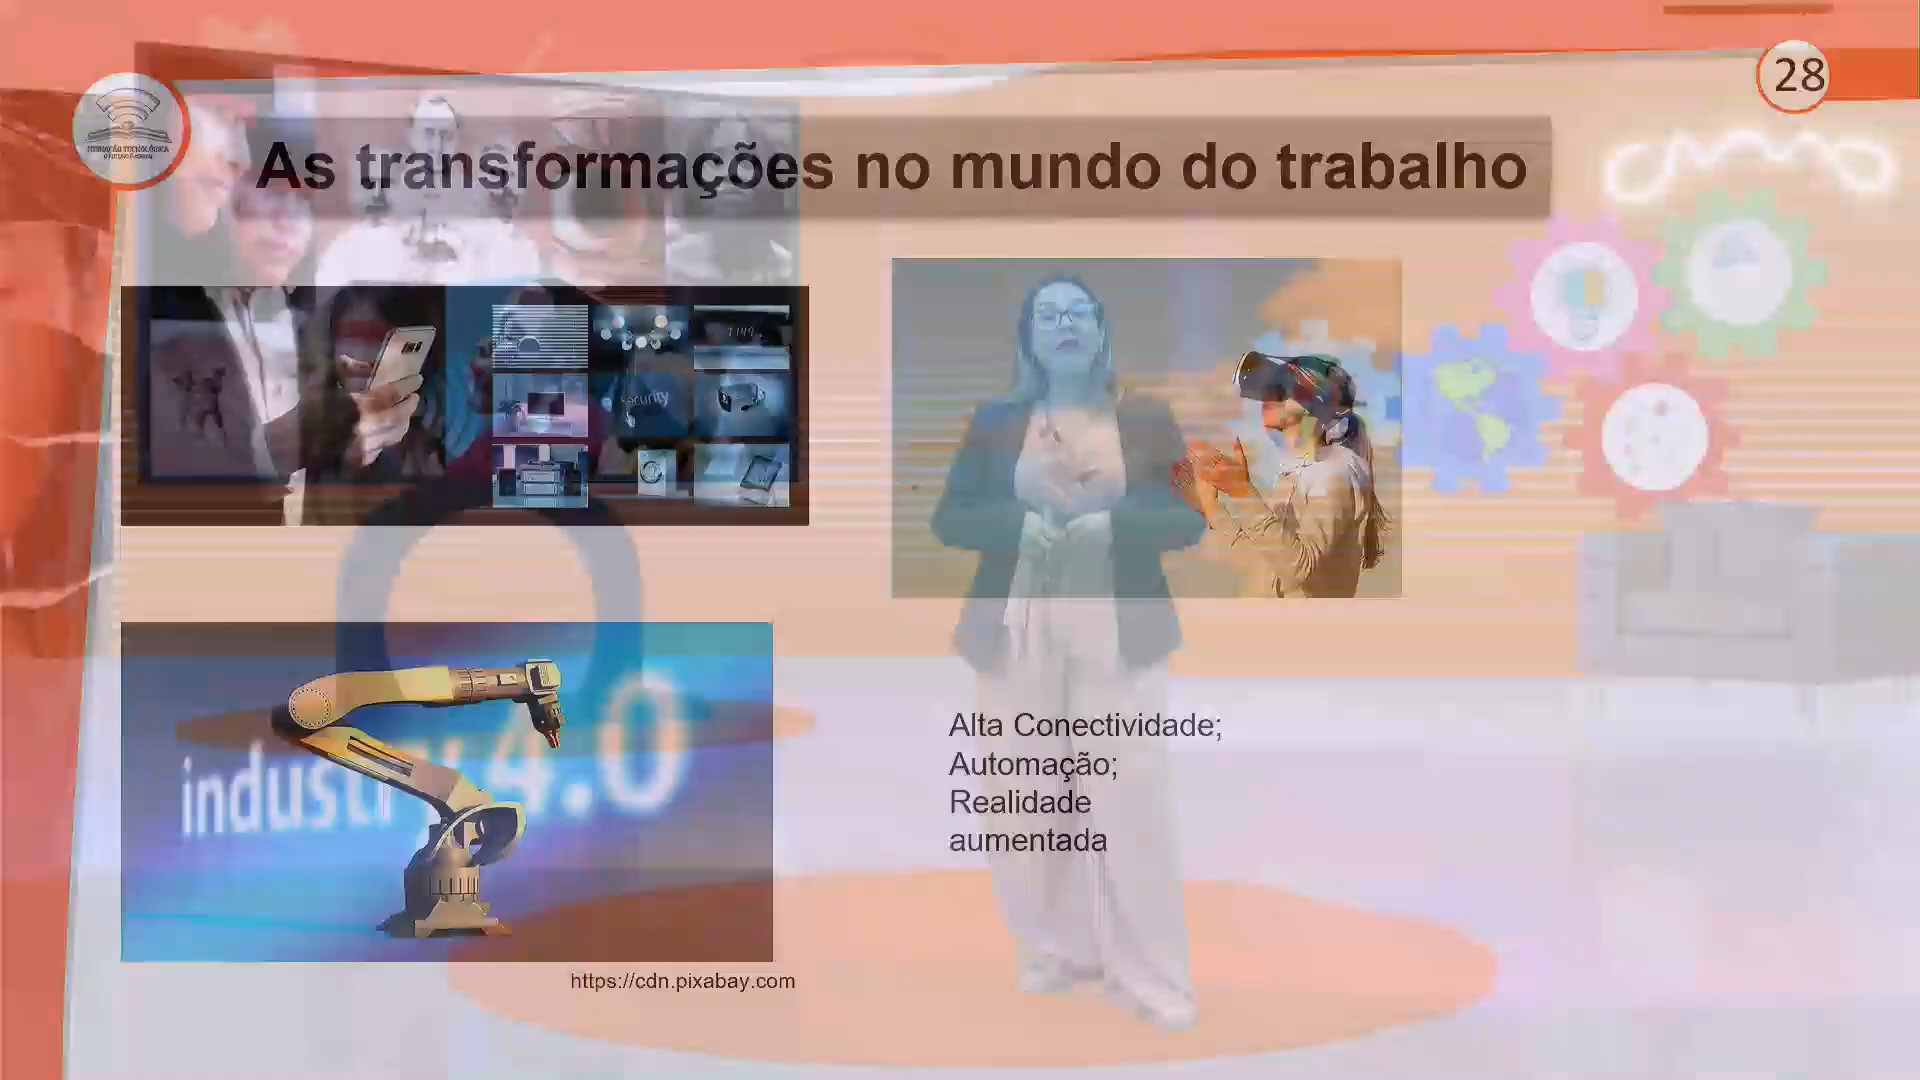 28
As transformações no mundo do trabalho
security
industry 4.0
Alta Conectividade;
Automação;
Realidade
aumentada
https://cdn.pixabay.com